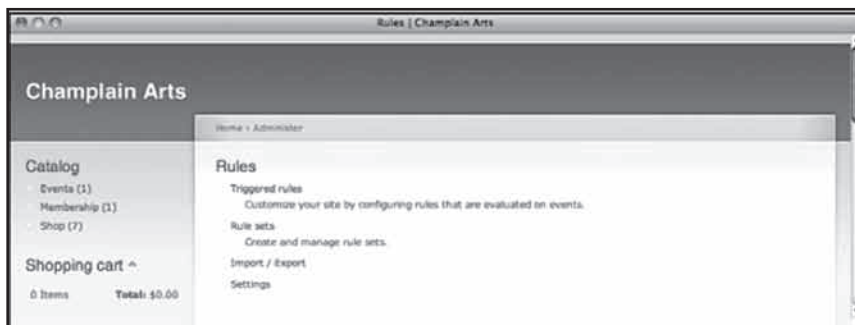 Rules | Champlain Arts
Champlain Arts
Home › Administer
Catalog
Events (1)
Membership (1)
Shop (7)
Shopping cart ^
0 Items Total: $0.00
Rules
Triggered rules
Customize your site by configuring rules that are evaluated on events.
Rule sets
Create and manage rule sets.
Import / Export
Settings